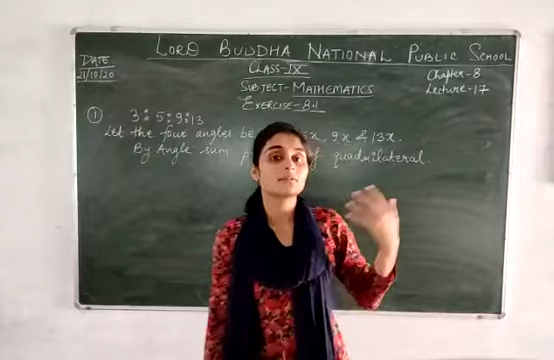 LORD BUDDHA NATIONAL PUBLIC SCHOOL
DATE
21/10/20
CLASS-IX
SUBJECT-MATHEMATICS
EXERCISE-8.1
Chapter-8
Lecture-17
① 3:5:9:13
Let the four angles be x, 9x & 13x.
By Angle sum of quadrilateral.